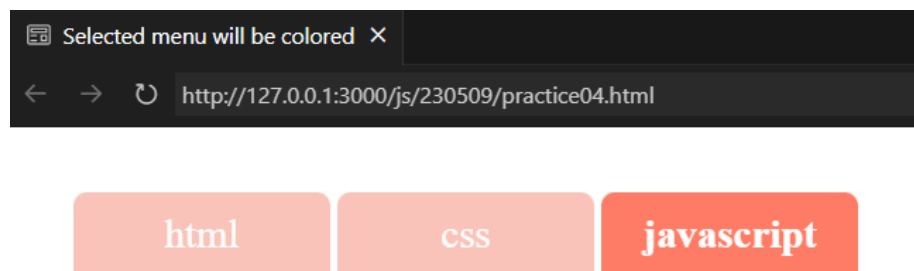 Selected menu will be colored
http://127.0.0.1:3000/js/230509/practice04.html
html css javascript